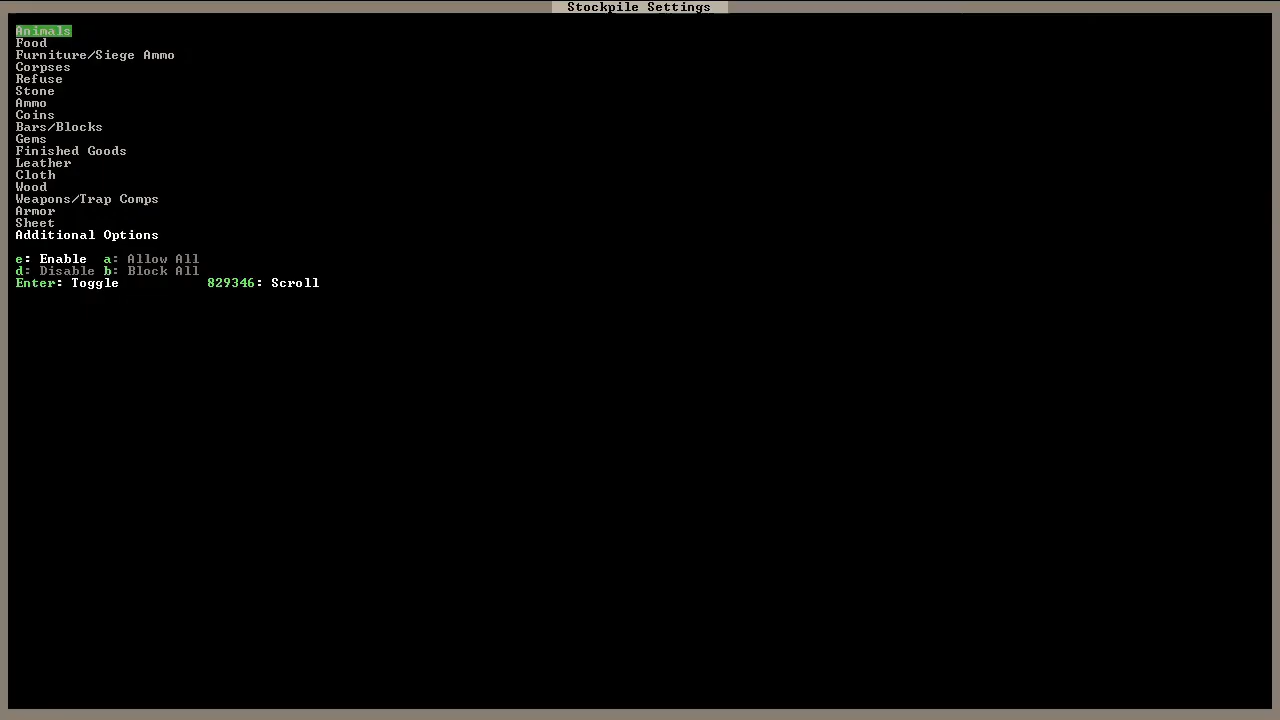 Stockpile Settings
Animals
Food
Furniture/Siege Ammo
Corpses
Refuse
Stone
Ammo
Coins
Bars/Blocks
Gems
Finished Goods
Leather
Cloth
Wood
Weapons/Trap Comps
Armor
Sheet
Additional Options
e: Enable a: Allow All
d: Disable b: Block All
Enter: Toggle 829346: Scroll